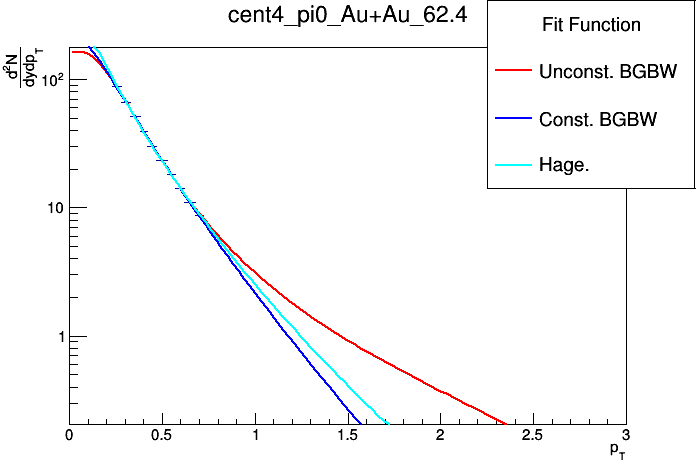 cent4_pi0_Au+Au_62.4
Fit Function
Unconst. BGBW
Const. BGBW
Hage.
d²N
dydp_T
10²
10
1
0 0.5 1 1.5 2 2.5 3
p_T